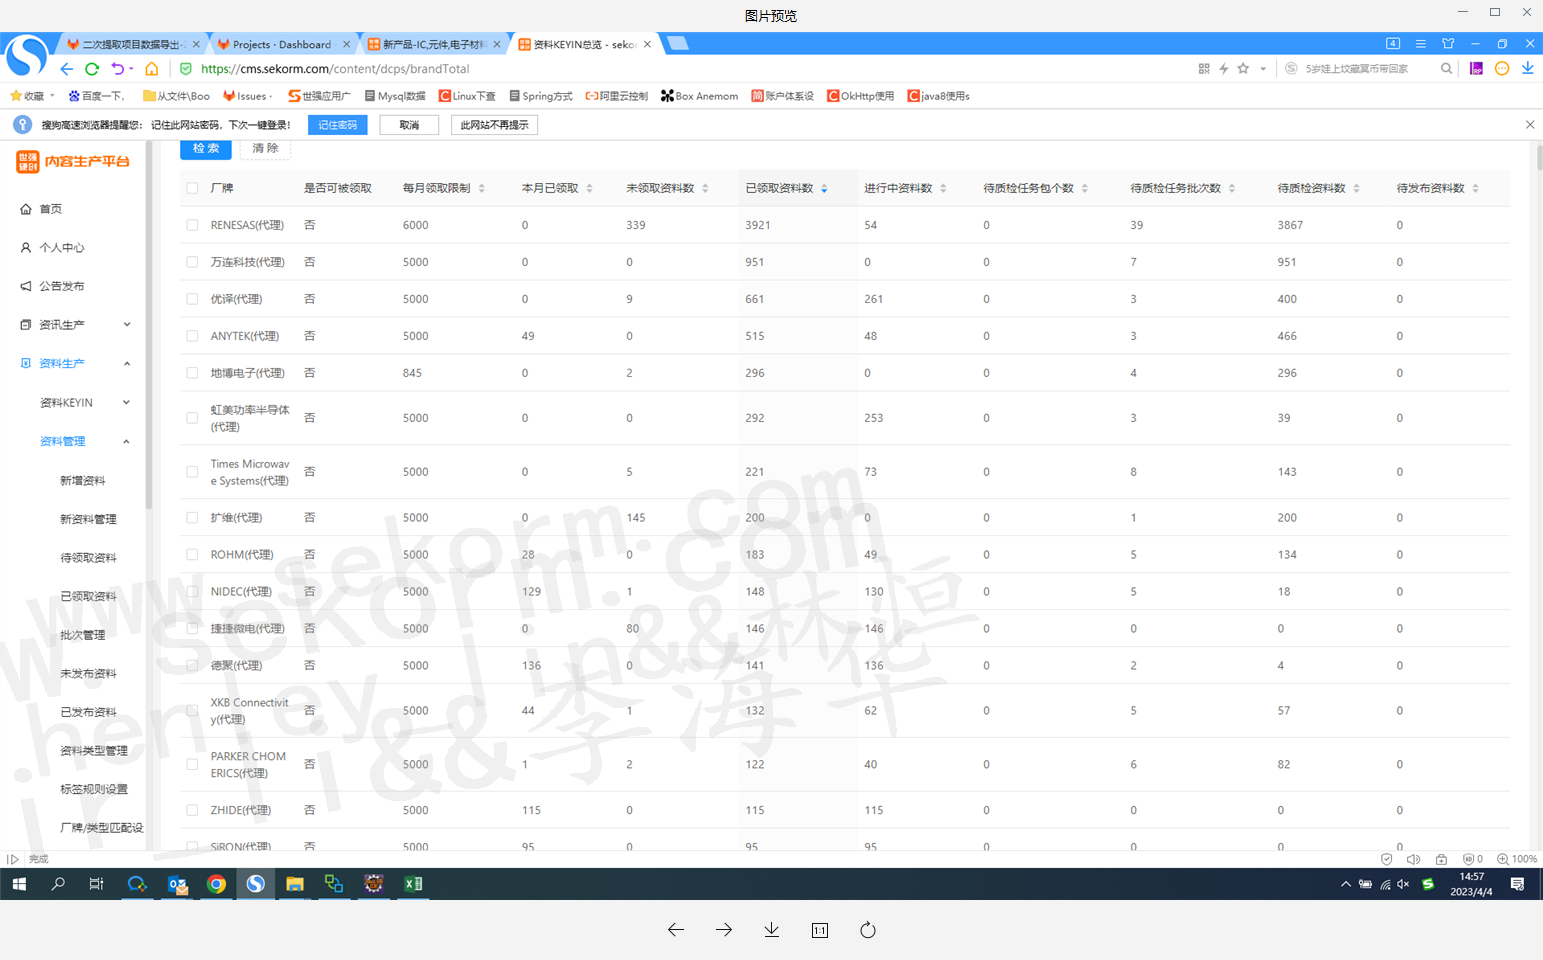 图片预览
二次提取项目数据导出-
Projects · Dashboard
新产品-IC,元件,电子材料
资料KEYIN总览 - seko
4
https://cms.sekorm.com/content/dcps/brandTotal
5岁娃上坟藏冥币带回家
收藏 百度一下, 从文件\Boo Issues · 世强应用广 Mysql数据 Linux下查 Spring方式 阿里云控制 Box Anemom 账户体系设 OkHttp使用 java8使用s
搜狗高速浏览器提醒您: 记住此网站密码, 下次一键登录! 记住密码 取消 此网站不再提示
世强硬创 内容生产平台
首页
个人中心
公告发布
资讯生产
资料生产
资料KEYIN
资料管理
新增资料
新资料管理
待领取资料
已领取资料
批次管理
未发布资料
已发布资料
资料类型管理
标签规则设置
厂牌/类型匹配设
检 索 清 除
厂牌 是否可被领取 每月领取限制 本月已领取 未领取资料数 已领取资料数 进行中资料数 待质检任务包个数 待质检任务批次数 待质检资料数 待发布资料数
RENESAS(代理) 否 6000 0 339 3921 54 0 39 3867 0
万连科技(代理) 否 5000 0 0 951 0 0 7 951 0
优译(代理) 否 5000 0 9 661 261 0 3 400 0
ANYTEK(代理) 否 5000 49 0 515 48 0 3 466 0
地博电子(代理) 否 845 0 2 296 0 0 4 296 0
虹美功率半导体
(代理) 否 5000 0 0 292 253 0 3 39 0
Times Microwav
e Systems(代理) 否 5000 0 5 221 73 0 8 143 0
扩维(代理) 否 5000 0 145 200 0 0 1 200 0
ROHM(代理) 否 5000 28 0 183 49 0 5 134 0
NIDEC(代理) 否 5000 129 1 148 130 0 5 18 0
捷捷微电(代理) 否 5000 0 80 146 146 0 0 0 0
德聚(代理) 否 5000 136 0 141 136 0 2 4 0
XKB Connectivit
y(代理) 否 5000 44 1 132 62 0 5 57 0
PARKER CHOM
ERICS(代理) 否 5000 1 2 122 40 0 6 82 0
ZHIDE(代理) 否 5000 115 0 115 115 0 0 0 0
SiRON(代理) 否 5000 95 0 95 95 0 0 0 0
www.sekorm.com
w.sekorm.com
林恒
李海华
完成
0 100%
14:57
2023/4/4
1:1